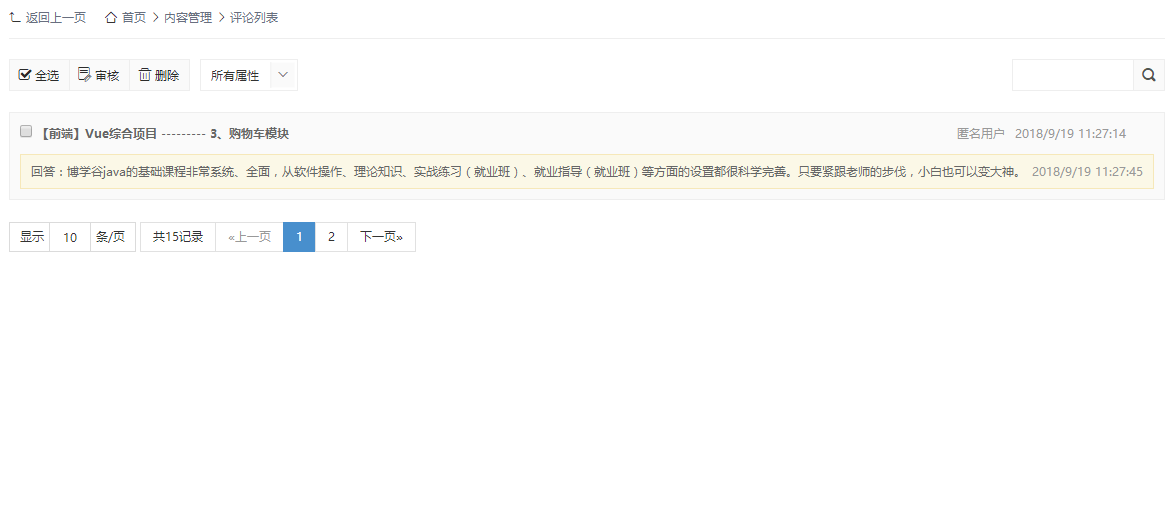 返回上一页 首页 内容管理 评论列表
全选 审核 删除 所有属性
【前端】Vue综合项目 --------- 3、购物车模块 匿名用户 2018/9/19 11:27:14
回答：博学谷java的基础课程非常系统、全面，从软件操作、理论知识、实战练习（就业班）、就业指导（就业班）等方面的设置都很科学完善。只要紧跟老师的步伐，小白也可以变大神。 2018/9/19 11:27:45
显示 10 条/页 共15记录 «上一页 1 2 下一页»